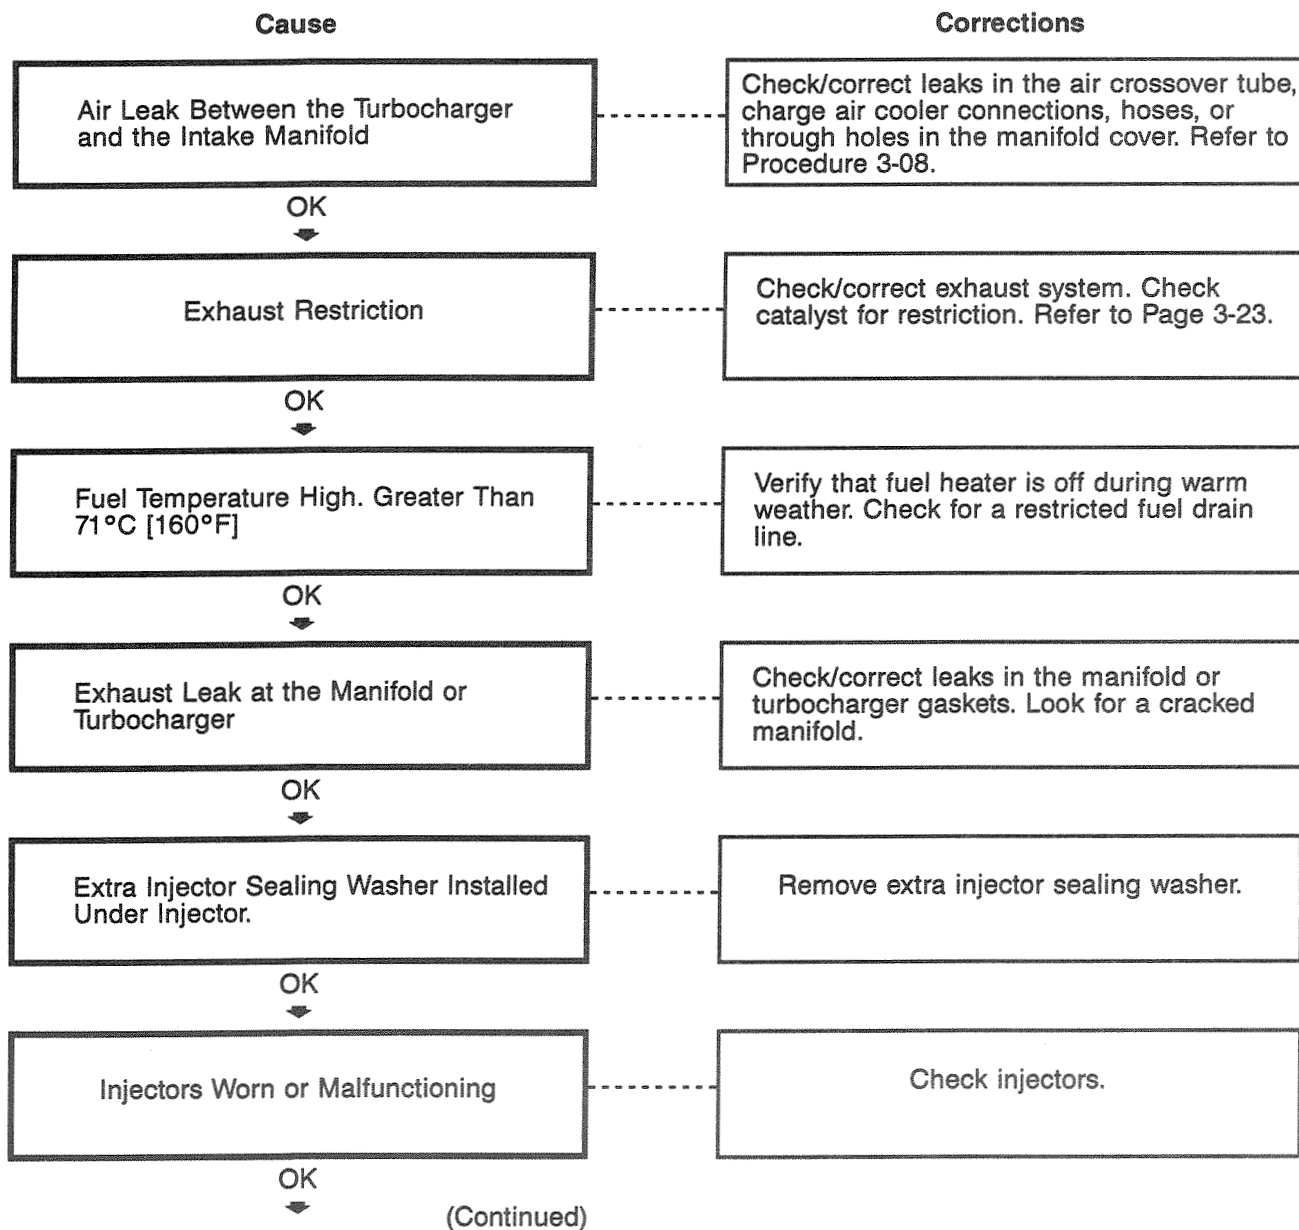 Cause
Corrections
Air Leak Between the Turbocharger
and the Intake Manifold
Check/correct leaks in the air crossover tube,
charge air cooler connections, hoses, or
through holes in the manifold cover. Refer to
Procedure 3-08.
OK
Exhaust Restriction
Check/correct exhaust system. Check
catalyst for restriction. Refer to Page 3-23.
OK
Fuel Temperature High. Greater Than
71°C [160°F]
Verify that fuel heater is off during warm
weather. Check for a restricted fuel drain
line.
OK
Exhaust Leak at the Manifold or
Turbocharger
Check/correct leaks in the manifold or
turbocharger gaskets. Look for a cracked
manifold.
OK
Extra Injector Sealing Washer Installed
Under Injector.
Remove extra injector sealing washer.
OK
Injectors Worn or Malfunctioning
Check injectors.
OK
(Continued)